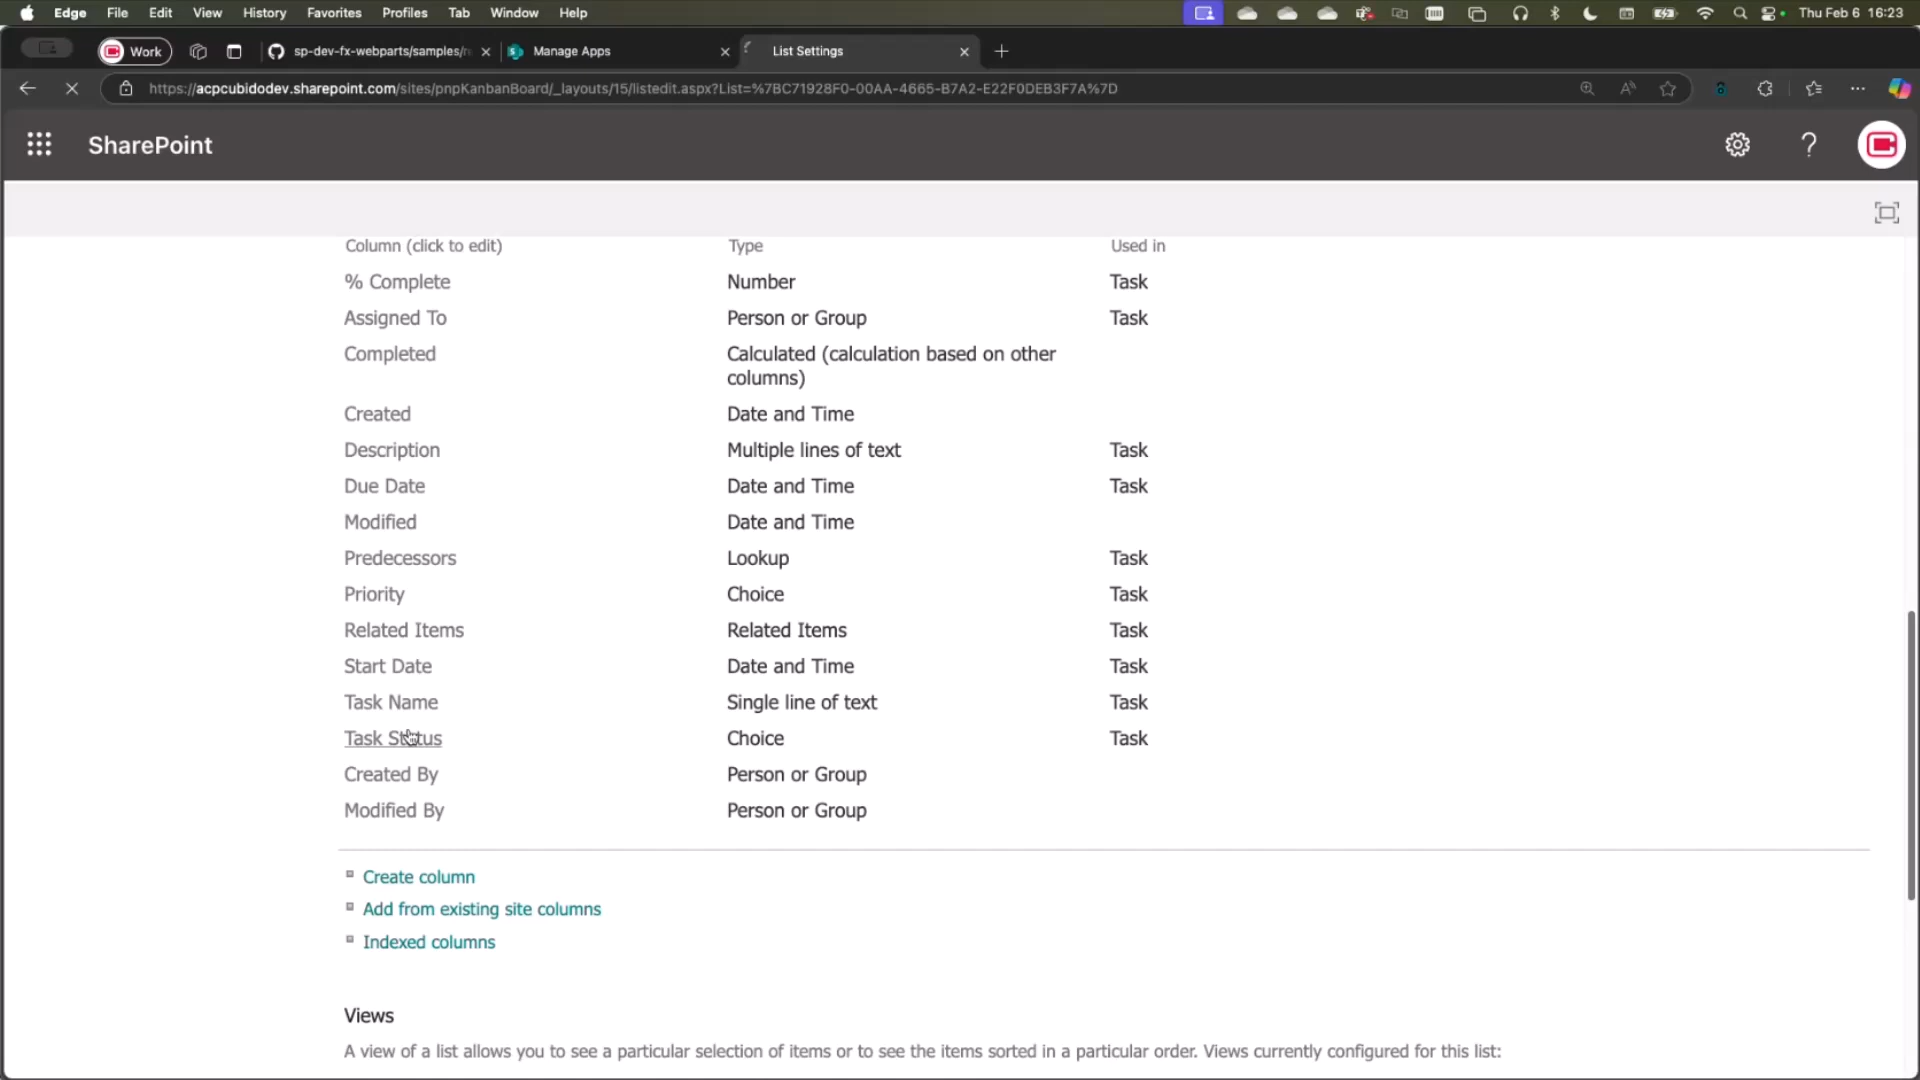 Edge File Edit View History Favorites Profiles Tab Window Help Thu Feb 6 16:23
Work sp-dev-fx-webparts/samples/ Manage Apps List Settings
https://acpcubidodev.sharepoint.com/sites/pnpKanbanBoard/_layouts/15/listedit.aspx?List=%7BC71928F0-00AA-4665-B7A2-E22F0DEB3F7A%7D
SharePoint
Column (click to edit) Type Used in
% Complete Number Task
Assigned To Person or Group Task
Completed Calculated (calculation based on other
columns)
Created Date and Time
Description Multiple lines of text Task
Due Date Date and Time Task
Modified Date and Time
Predecessors Lookup Task
Priority Choice Task
Related Items Related Items Task
Start Date Date and Time Task
Task Name Single line of text Task
Task Status Choice Task
Created By Person or Group
Modified By Person or Group
Create column
Add from existing site columns
Indexed columns
Views
A view of a list allows you to see a particular selection of items or to see the items sorted in a particular order. Views currently configured for this list: